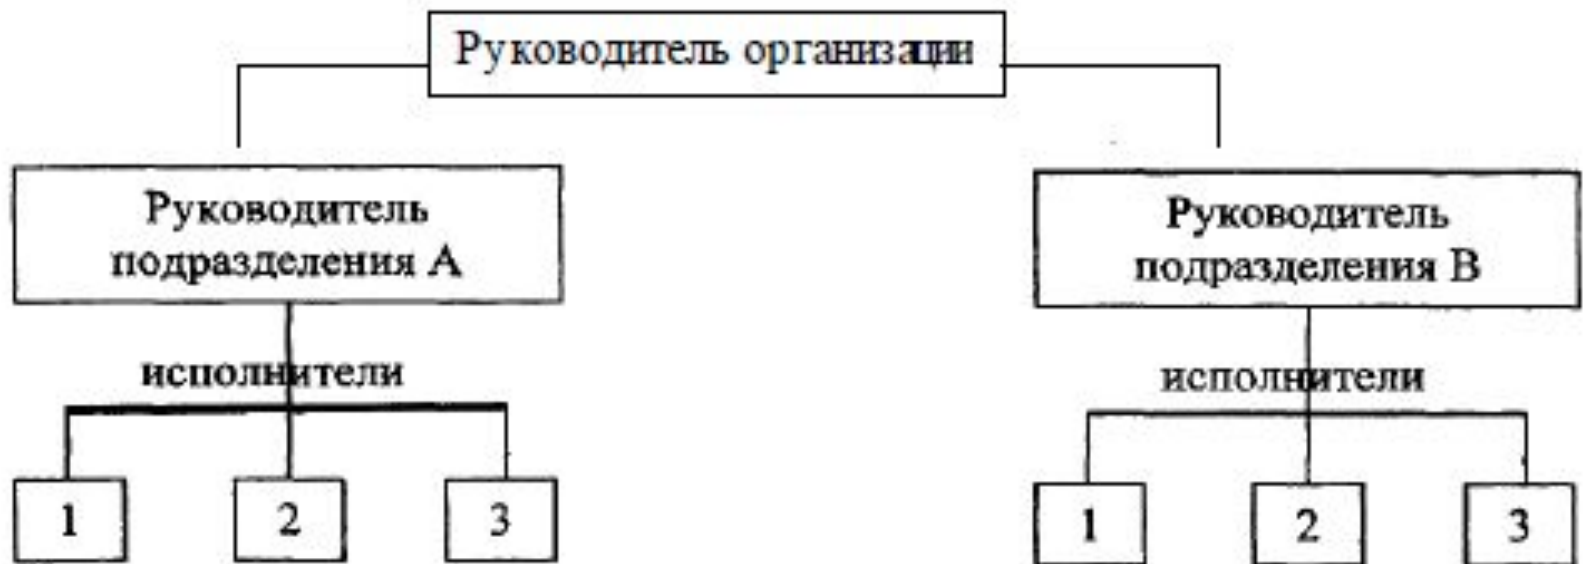 Руководитель организации
Руководитель
подразделения А
Руководитель
подразделения В
исполнители
исполнители
1 2 3
1 2 3